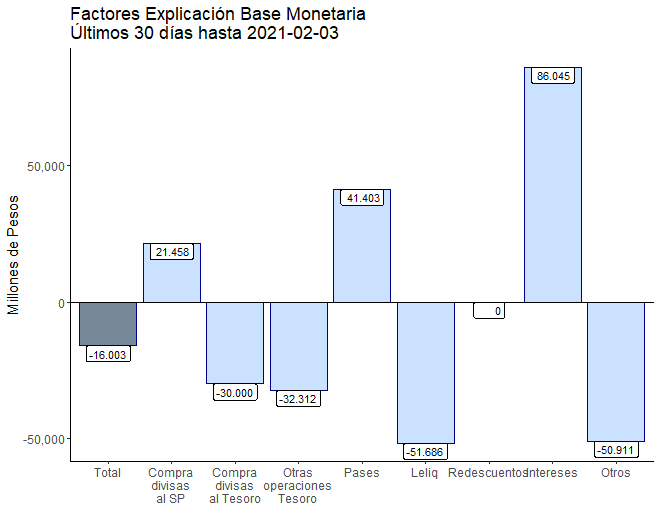 Factores Explicación Base Monetaria
Últimos 30 días hasta 2021-02-03
Millones de Pesos
50,000
0
-50,000
-16.003
21.458
-30.000
-32.312
41.403
-51.686
0
86.045
-50.911
Total
Compra
divisas
al SP
Compra
divisas
al Tesoro
Otras
operaciones
Tesoro
Pases
Leliq
Redescuentos
Intereses
Otros